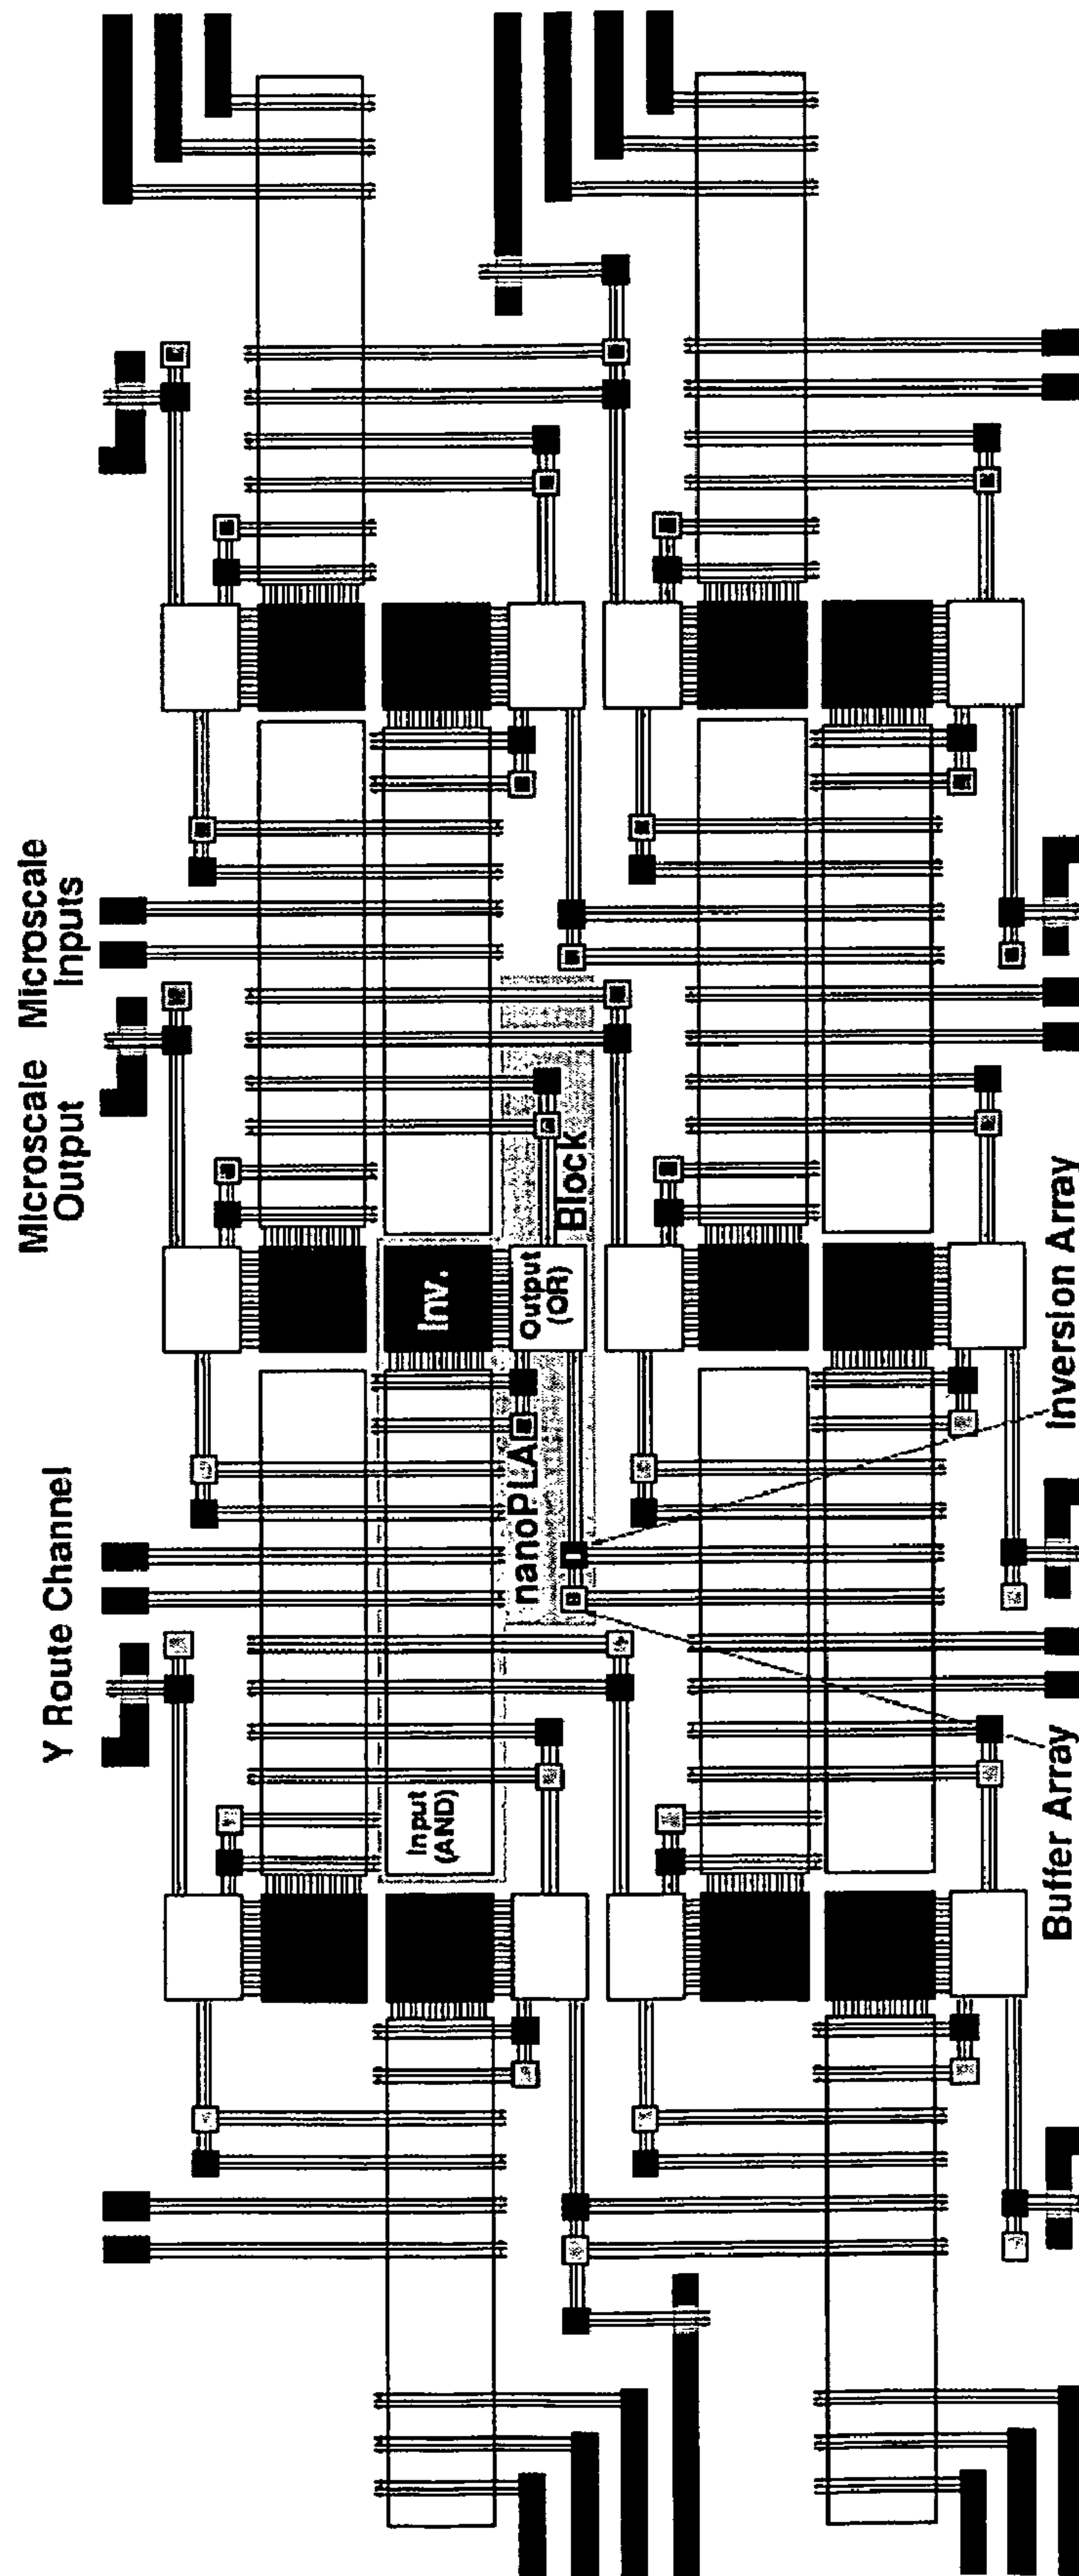 Y Route Channel
Microscale
Output
Microscale
Inputs
Input
(AND)
Inv.
Output
(OR)
nanoPLA
Block
Buffer Array
Inversion Array